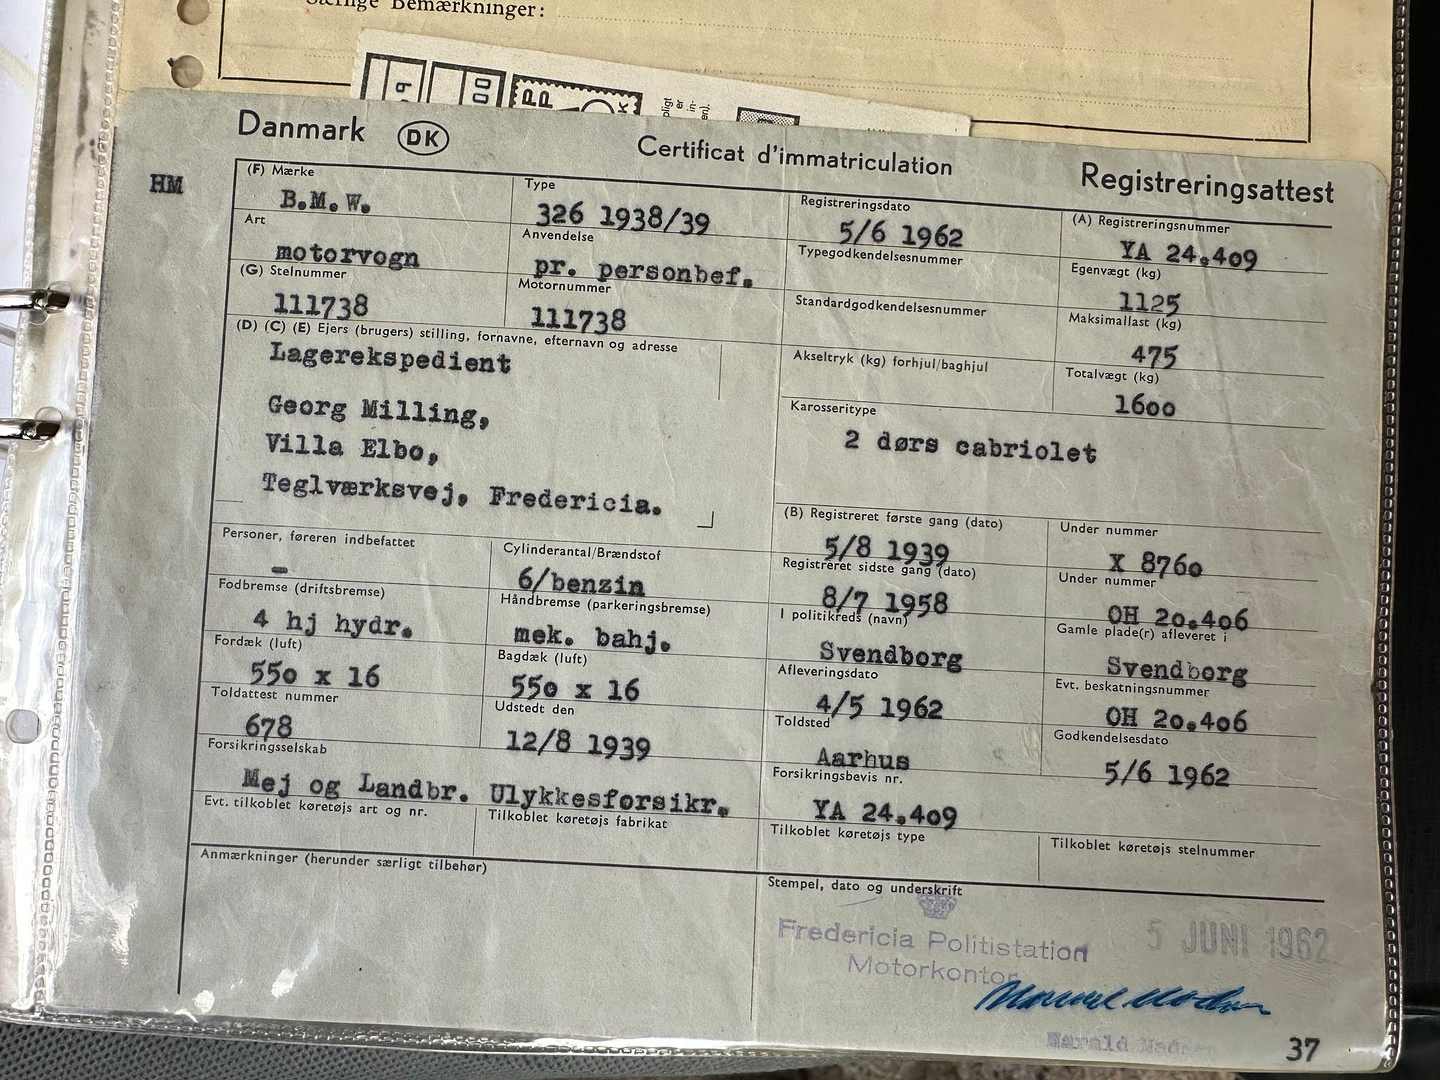 Særlige Bemærkninger:
Danmark DK Certificat d'immatriculation Registreringsattest
HM
(F) Mærke Type Registreringsdato (A) Registreringsnummer
B.M.W. 326 1938/39 5/6 1962 YA 24.409
Art Anvendelse Typegodkendelsesnummer Egenvægt (kg)
motorvogn pr. personbef. 1125
(G) Stelnummer Motornummer Standardgodkendelsesnummer Maksimallast (kg)
111738 111738 475
(D) (C) (E) Ejers (brugers) stilling, fornavne, efternavn og adresse Akseltryk (kg) forhjul/baghjul Totalvægt (kg)
Lagerekspedient 1600
Georg Milling, Karosseritype
Villa Elbo, 2 dørs cabriolet
Teglværksvej, Fredericia.
(B) Registreret første gang (dato) Under nummer
5/8 1939 X 8760
Personer, føreren indbefattet Cylinderantal/Brændstof Registreret sidste gang (dato) Under nummer
- 6/benzin 8/7 1958 OH 20.406
Fodbremse (driftsbremse) Håndbremse (parkeringsbremse) I politikreds (navn) Gamle plade(r) afleveret i
4 hj hydr. mek. bahj. Svendborg Svendborg
Fordæk (luft) Bagdæk (luft) Afleveringsdato Evt. beskatningsnummer
550 x 16 550 x 16 4/5 1962 OH 20.406
Toldattest nummer Udstedt den Toldsted Godkendelsesdato
678 12/8 1939 Aarhus 5/6 1962
Forsikringsselskab Forsikringsbevis nr.
Mej og Landbr. Ulykkesforsikr. YA 24.409
Evt. tilkoblet køretøjs art og nr. Tilkoblet køretøjs fabrikat Tilkoblet køretøjs type Tilkoblet køretøjs stelnummer
Anmærkninger (herunder særligt tilbehør) Stempel, dato og underskrift
Fredericia Politistation 5 JUNI 1962
Motorkontor
37